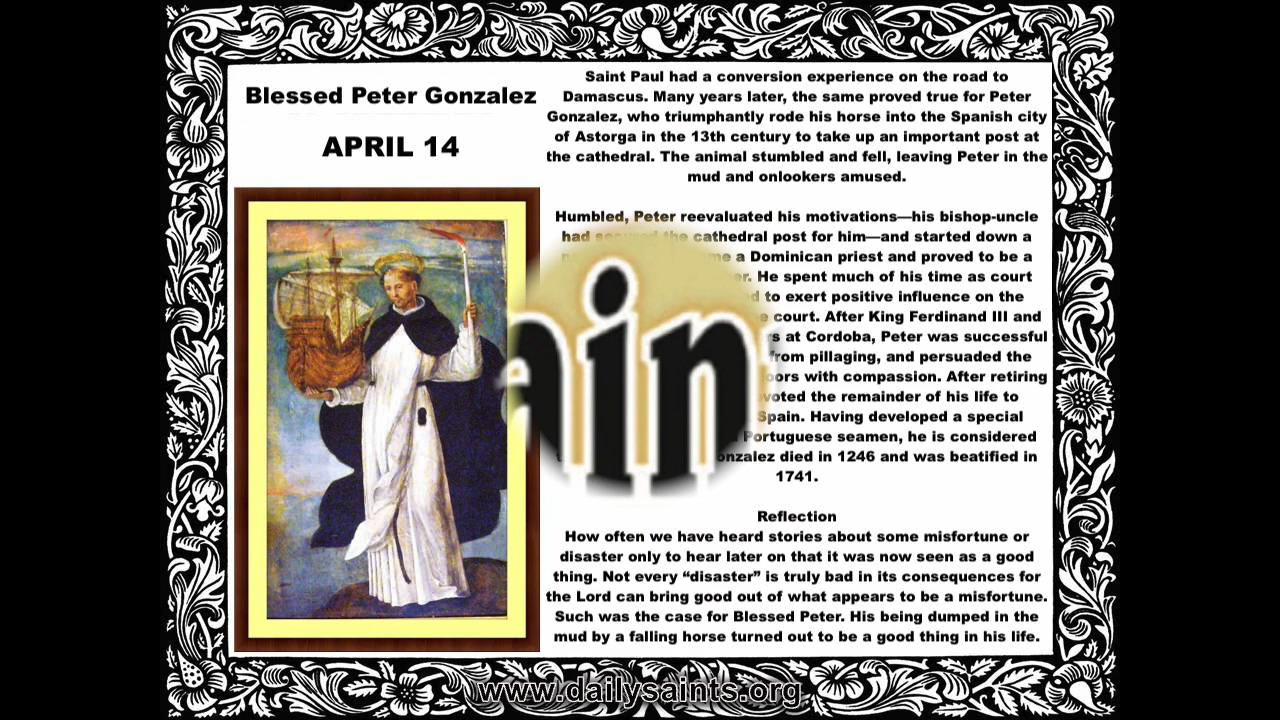 Blessed Peter Gonzalez
APRIL 14
Saint Paul had a conversion experience on the road to
Damascus. Many years later, the same proved true for Peter
Gonzalez, who triumphantly rode his horse into the Spanish city
of Astorga in the 13th century to take up an important post at
the cathedral. The animal stumbled and fell, leaving Peter in the
mud and onlookers amused.
Humbled, Peter reevaluated his motivations—his bishop-uncle
had secured the cathedral post for him—and started down a
a Dominican priest and proved to be a
He spent much of his time as court
to exert positive influence on the
court. After King Ferdinand III and
at Cordoba, Peter was successful
from pillaging, and persuaded the
with compassion. After retiring
the remainder of his life to
Spain. Having developed a special
Portuguese seamen, he is considered
Gonzalez died in 1246 and was beatified in
1741.
ain
Reflection
How often we have heard stories about some misfortune or
disaster only to hear later on that it was now seen as a good
thing. Not every “disaster” is truly bad in its consequences for
the Lord can bring good out of what appears to be a misfortune.
Such was the case for Blessed Peter. His being dumped in the
mud by a falling horse turned out to be a good thing in his life.
www.dailysaints.org